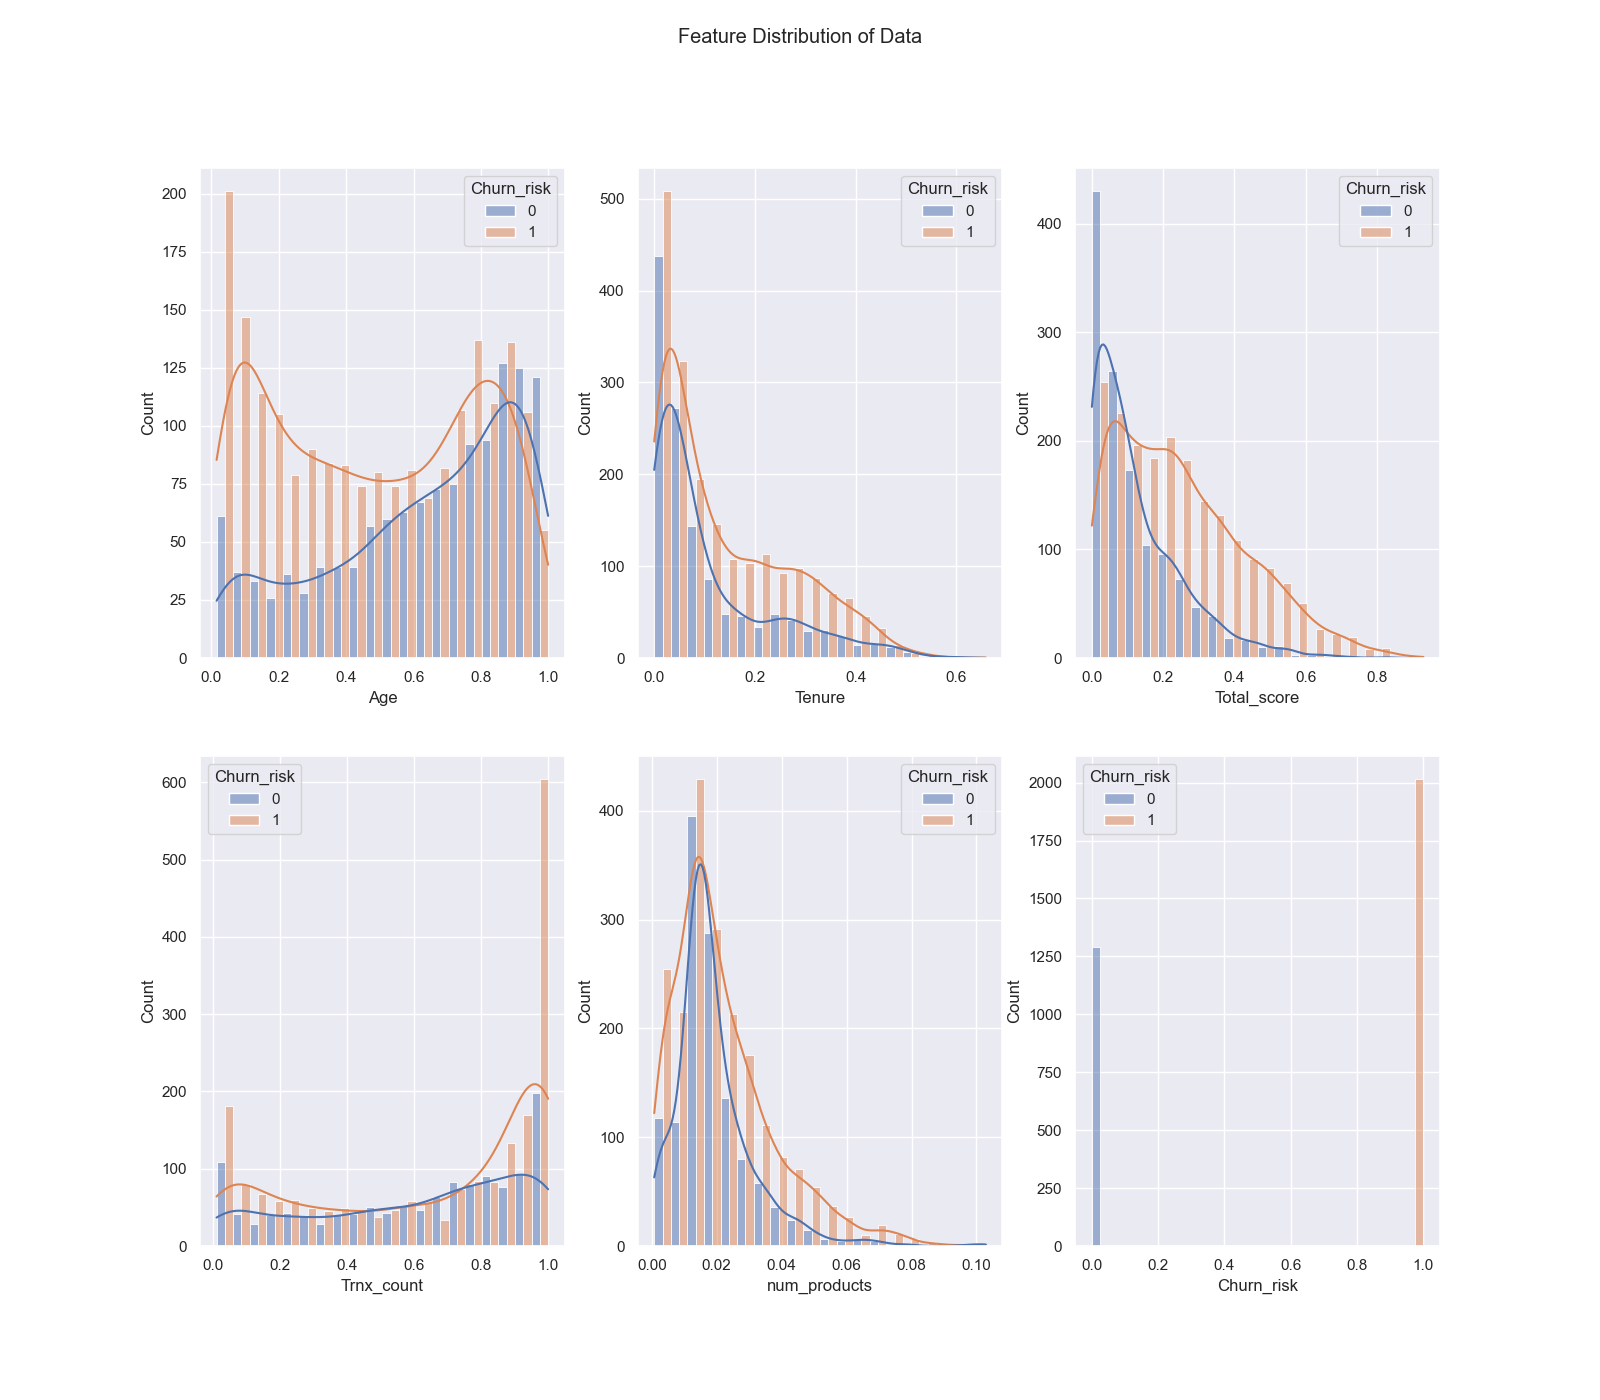 Feature Distribution of Data
Churn_risk
0
1
200
175
150
125
100
75
50
25
0
Count
0.0 0.2 0.4 0.6 0.8 1.0
Age
Churn_risk
0
1
500
400
300
200
100
0
Count
0.0 0.2 0.4 0.6
Tenure
Churn_risk
0
1
400
300
200
100
0
Count
0.0 0.2 0.4 0.6 0.8
Total_score
Churn_risk
0
1
600
500
400
300
200
100
0
Count
0.0 0.2 0.4 0.6 0.8 1.0
Trnx_count
Churn_risk
0
1
400
300
200
100
0
Count
0.00 0.02 0.04 0.06 0.08 0.10
num_products
Churn_risk
0
1
2000
1750
1500
1250
1000
750
500
250
0
Count
0.0 0.2 0.4 0.6 0.8 1.0
Churn_risk